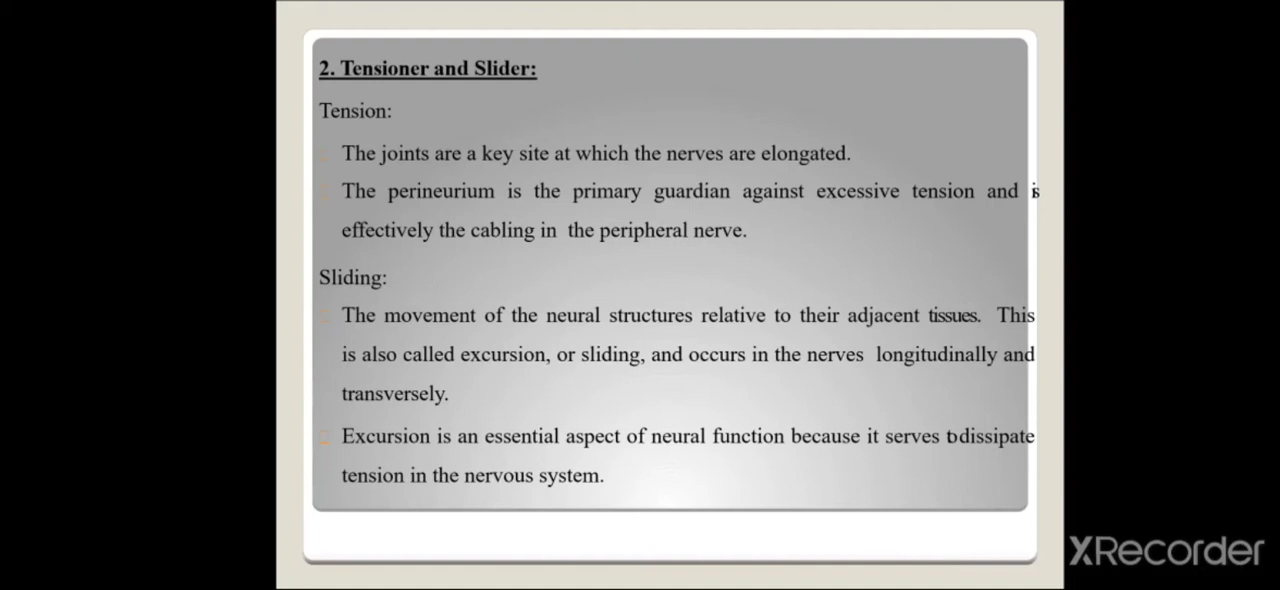 2. Tensioner and Slider:
Tension:
The joints are a key site at which the nerves are elongated.
The perineurium is the primary guardian against excessive tension and is
effectively the cabling in the peripheral nerve.
Sliding:
The movement of the neural structures relative to their adjacent tissues. This
is also called excursion, or sliding, and occurs in the nerves longitudinally and
transversely.
Excursion is an essential aspect of neural function because it serves to dissipate
tension in the nervous system.
XRecorder